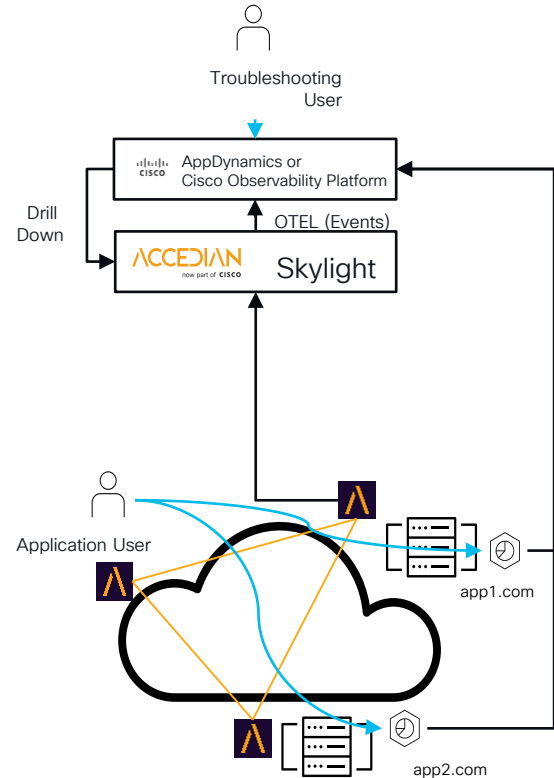 Troubleshooting
User
CISCO
AppDynamics or
Cisco Observability Platform
Drill
Down
OTEL (Events)
ACCEDIAN
now part of CISCO
Skylight
Application User
app1.com
app2.com